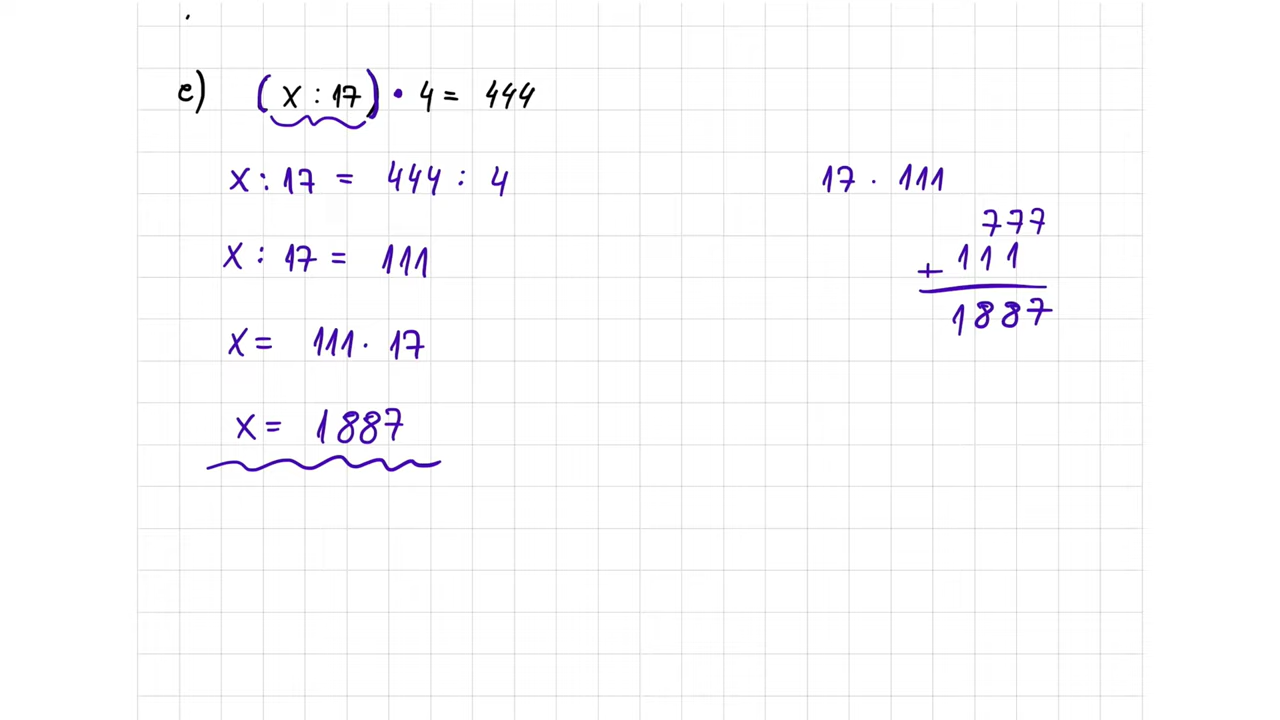 e) (x : 17) · 4 = 444
x : 17 = 444 : 4
x : 17 = 111
x = 111 · 17
x = 1887
17 · 111
777
+ 111
1887